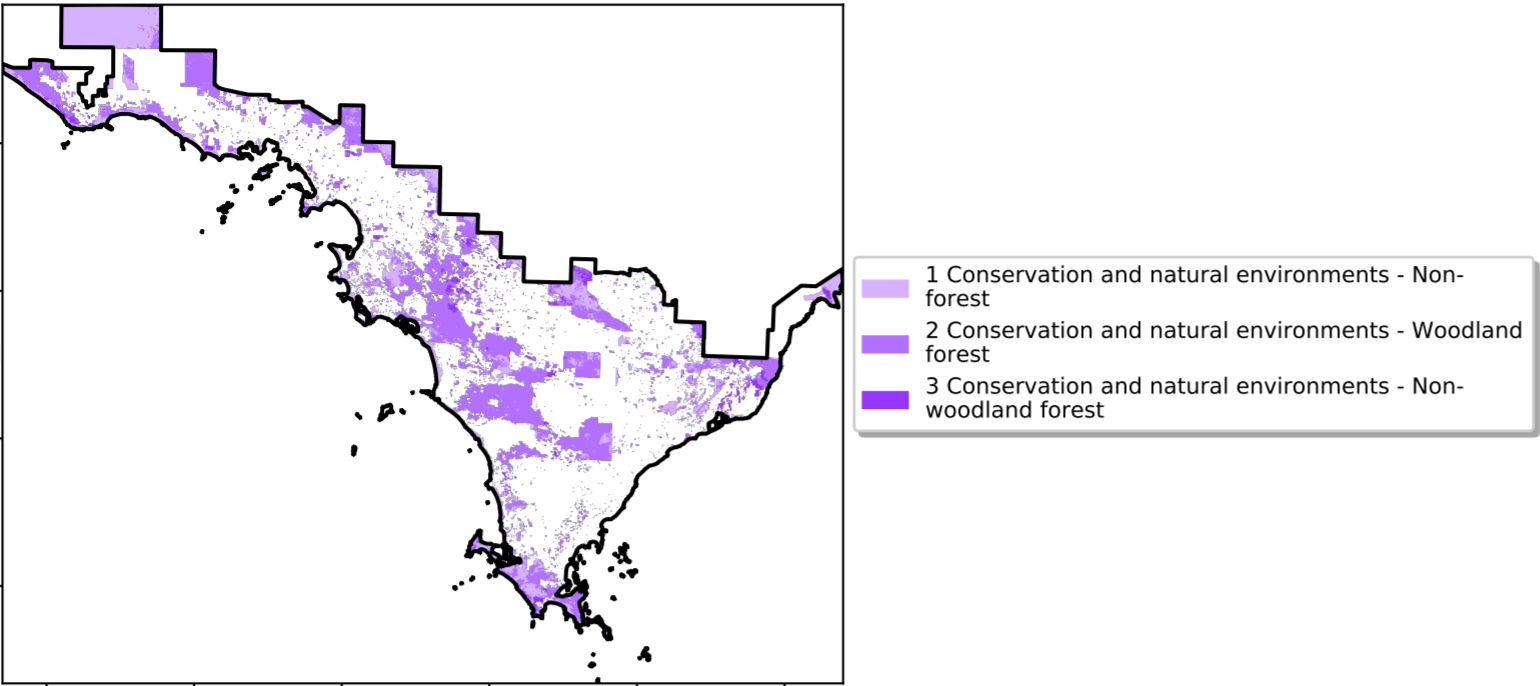 1 Conservation and natural environments - Non-
forest
2 Conservation and natural environments - Woodland
forest
3 Conservation and natural environments - Non-
woodland forest